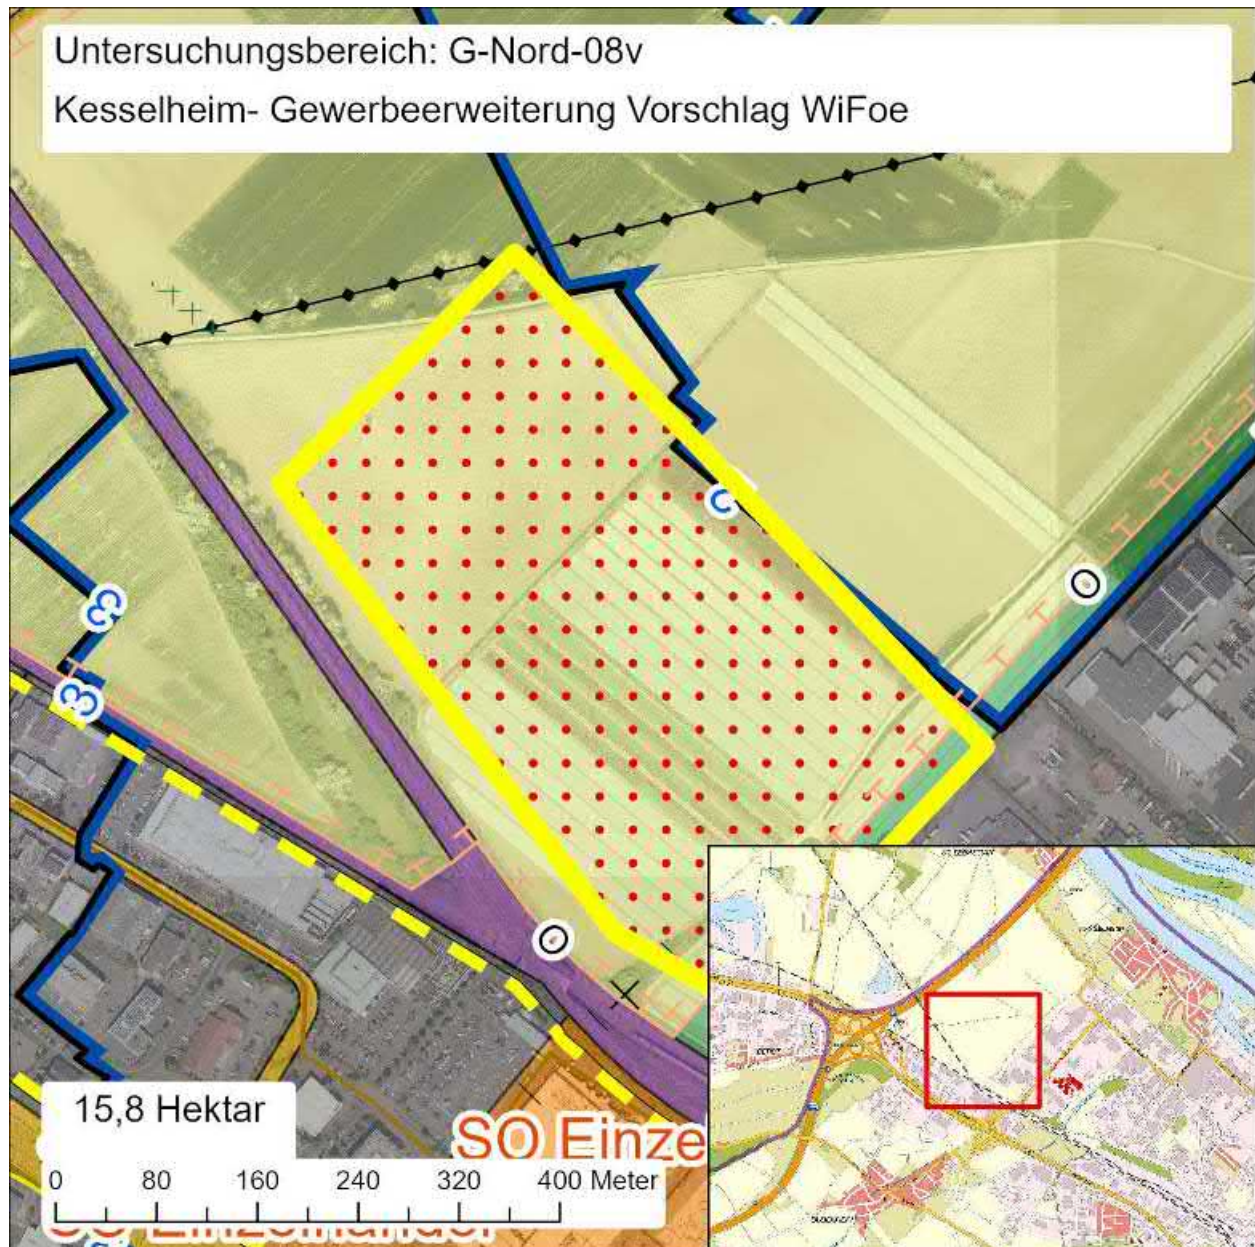 Untersuchungsbereich: G-Nord-08v
Kesselheim- Gewerbeerweiterung Vorschlag WiFoe
15,8 Hektar
SO Einze
0 80 160 240 320 400 Meter